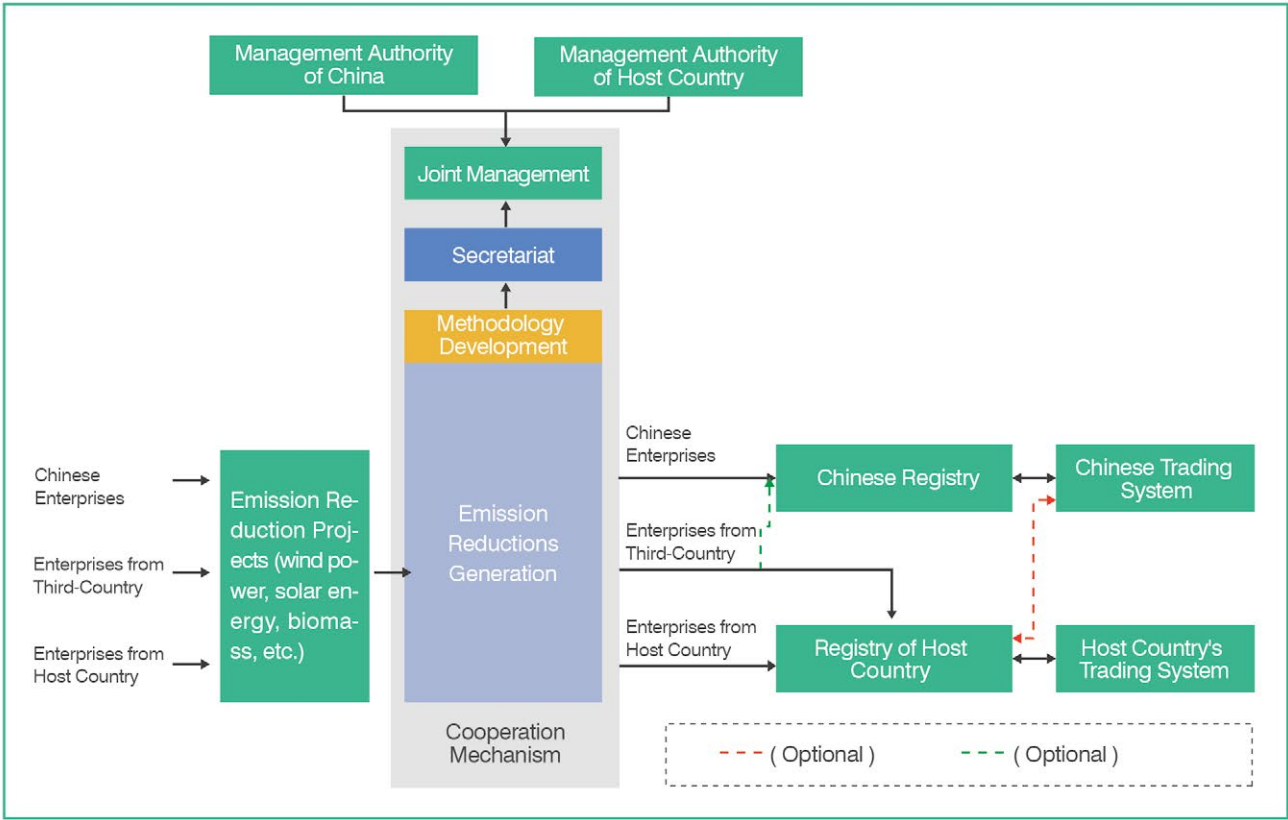 Management Authority
of China
Management Authority
of Host Country
Joint Management
Secretariat
Methodology
Development
Emission
Reductions
Generation
Cooperation
Mechanism
Chinese
Enterprises
Enterprises from
Third-Country
Enterprises from
Host Country
Emission Re-
duction Proj-
ects (wind po-
wer, solar en-
ergy, bioma-
ss, etc.)
Chinese
Enterprises
Enterprises from
Third-Country
Enterprises from
Host Country
Chinese Registry
Chinese Trading
System
Registry of Host
Country
Host Country's
Trading System
( Optional )
( Optional )